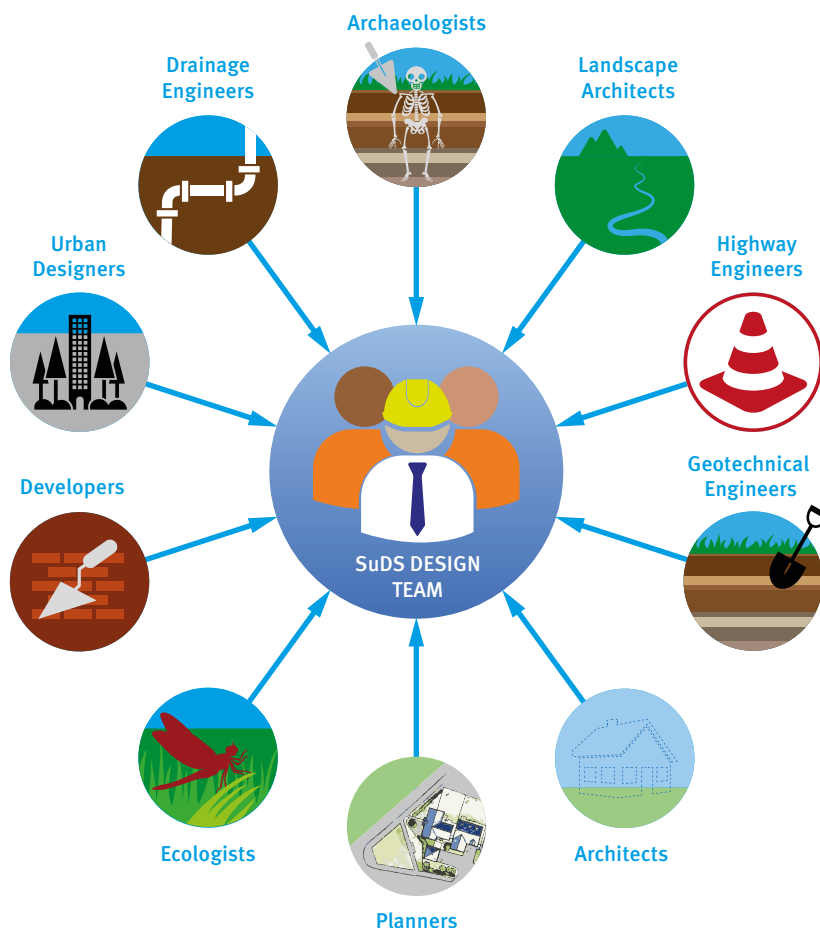 Archaeologists
Drainage
Engineers
Landscape
Architects
Urban
Designers
Highway
Engineers
Developers
Geotechnical
Engineers
SuDS DESIGN
TEAM
Ecologists
Architects
Planners